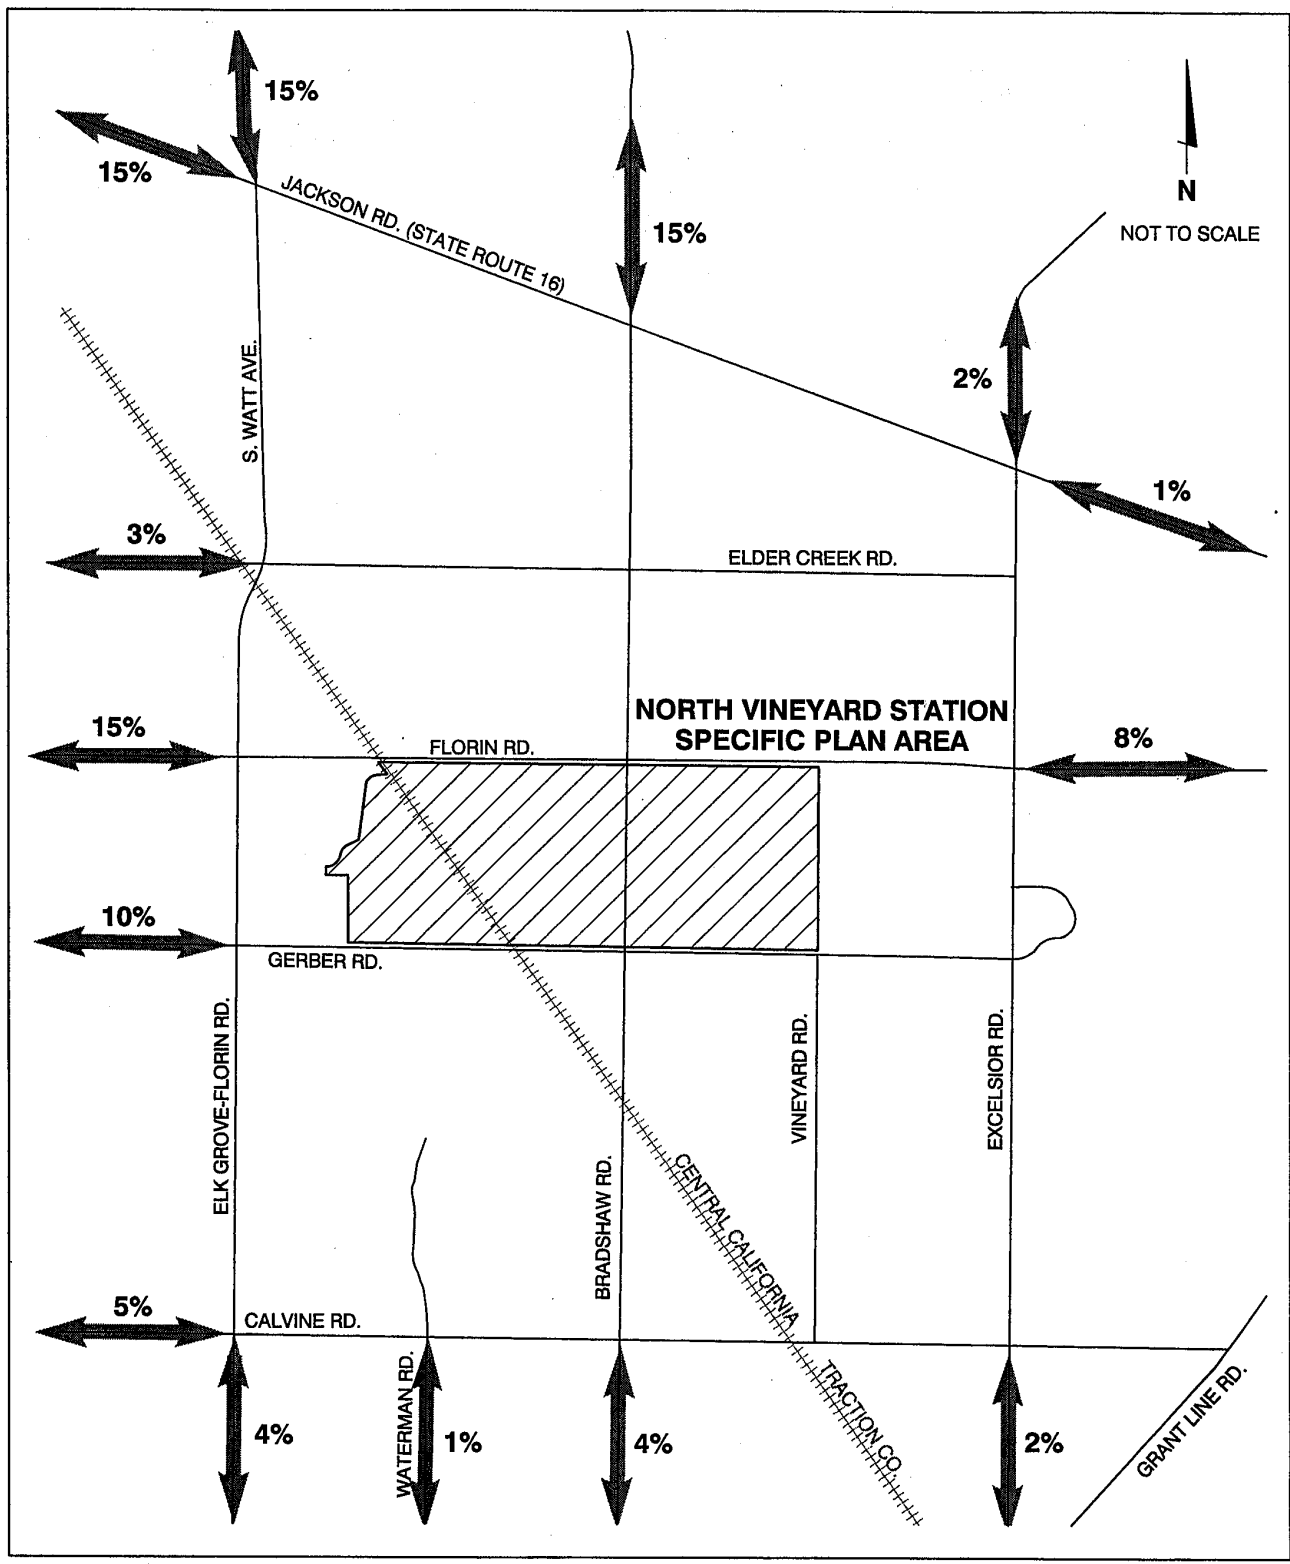 15%
15%
JACKSON RD. (STATE ROUTE 16)
15%
N
NOT TO SCALE
S. WATT AVE.
2%
1%
3%
ELDER CREEK RD.
NORTH VINEYARD STATION
SPECIFIC PLAN AREA
15%
FLORIN RD.
8%
10%
GERBER RD.
ELK GROVE-FLORIN RD.
VINEYARD RD.
EXCELSIOR RD.
BRADSHAW RD.
CENTRAL CALIFORNIA
TRACTION CO.
5%
CALVINE RD.
WATERMAN RD.
GRANT LINE RD.
4%
1%
4%
2%